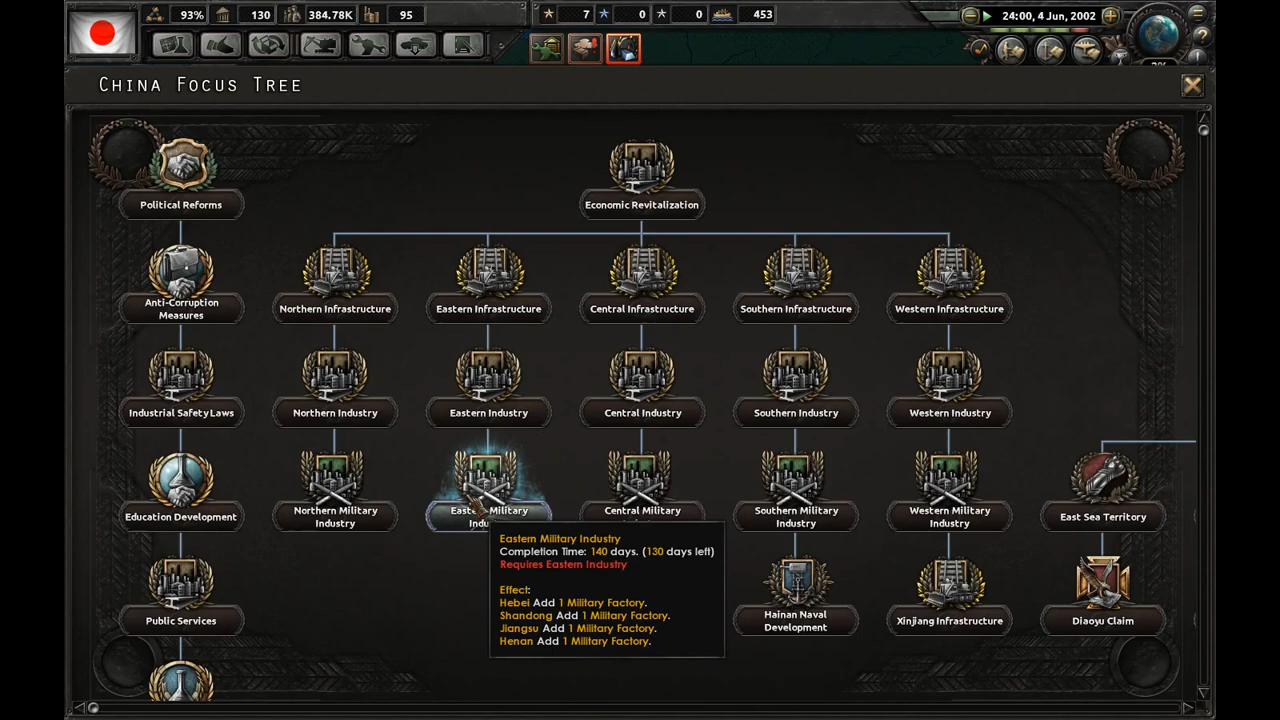 93%
130
384.78K
95
7
0
0
453
24:00, 4 Jun, 2002
China Focus Tree
Political Reforms
Economic Revitalization
Anti-Corruption
Measures
Northern Infrastructure
Eastern Infrastructure
Central Infrastructure
Southern Infrastructure
Western Infrastructure
Industrial Safety Laws
Northern Industry
Eastern Industry
Central Industry
Southern Industry
Western Industry
Education Development
Northern Military
Industry
Military
Central Military
Southern Military
Industry
Western Military
Industry
East Sea Territory
Eastern Military Industry
Completion Time: 140 days. (130 days left)
Requires Eastern Industry
Effect:
Hebei Add 1 Military Factory.
Shandong Add 1 Military Factory.
Jiangsu Add 1 Military Factory.
Henan Add 1 Military Factory.
Public Services
Hainan Naval
Development
Xinjiang Infrastructure
Diaoyu Claim